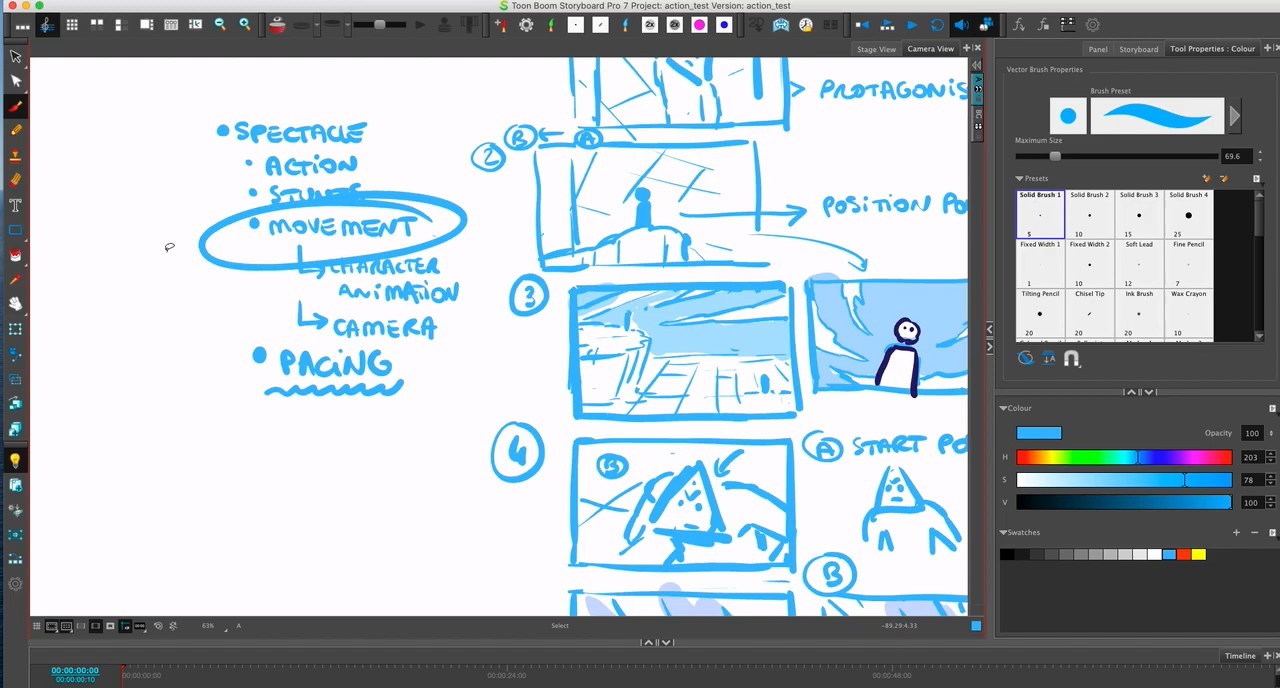 Toon Boom Storyboard Pro 7 Project: action_test Version: action_test
Stage View
Camera View
Panel
Storyboard
Tool Properties : Colour
Vector Brush Properties
Brush Preset
Maximum Size
69.6
Presets
Solid Brush 1
Solid Brush 2
Solid Brush 3
Solid Brush 4
5
10
15
25
Fixed Width 1
Fixed Width 2
Soft Lead
Fine Pencil
1
10
12
7
Tilting Pencil
Chisel Tip
Ink Brush
Wax Crayon
20
20
20
10
Colour
Opacity
100
H
203
S
78
V
100
Swatches
SPECTACLE
ACTION
STUNTS
MOVEMENT
CHARACTER
ANIMATION
CAMERA
PACING
PROTAGONIS
B
A
2
POSITION PO
3
4
B
A START PO
B
63%
A
Select
-89.29:4.33
Timeline
00:00:00:00
00:00:00:10
00:00:00:00
00:00:24:00
00:00:48:00